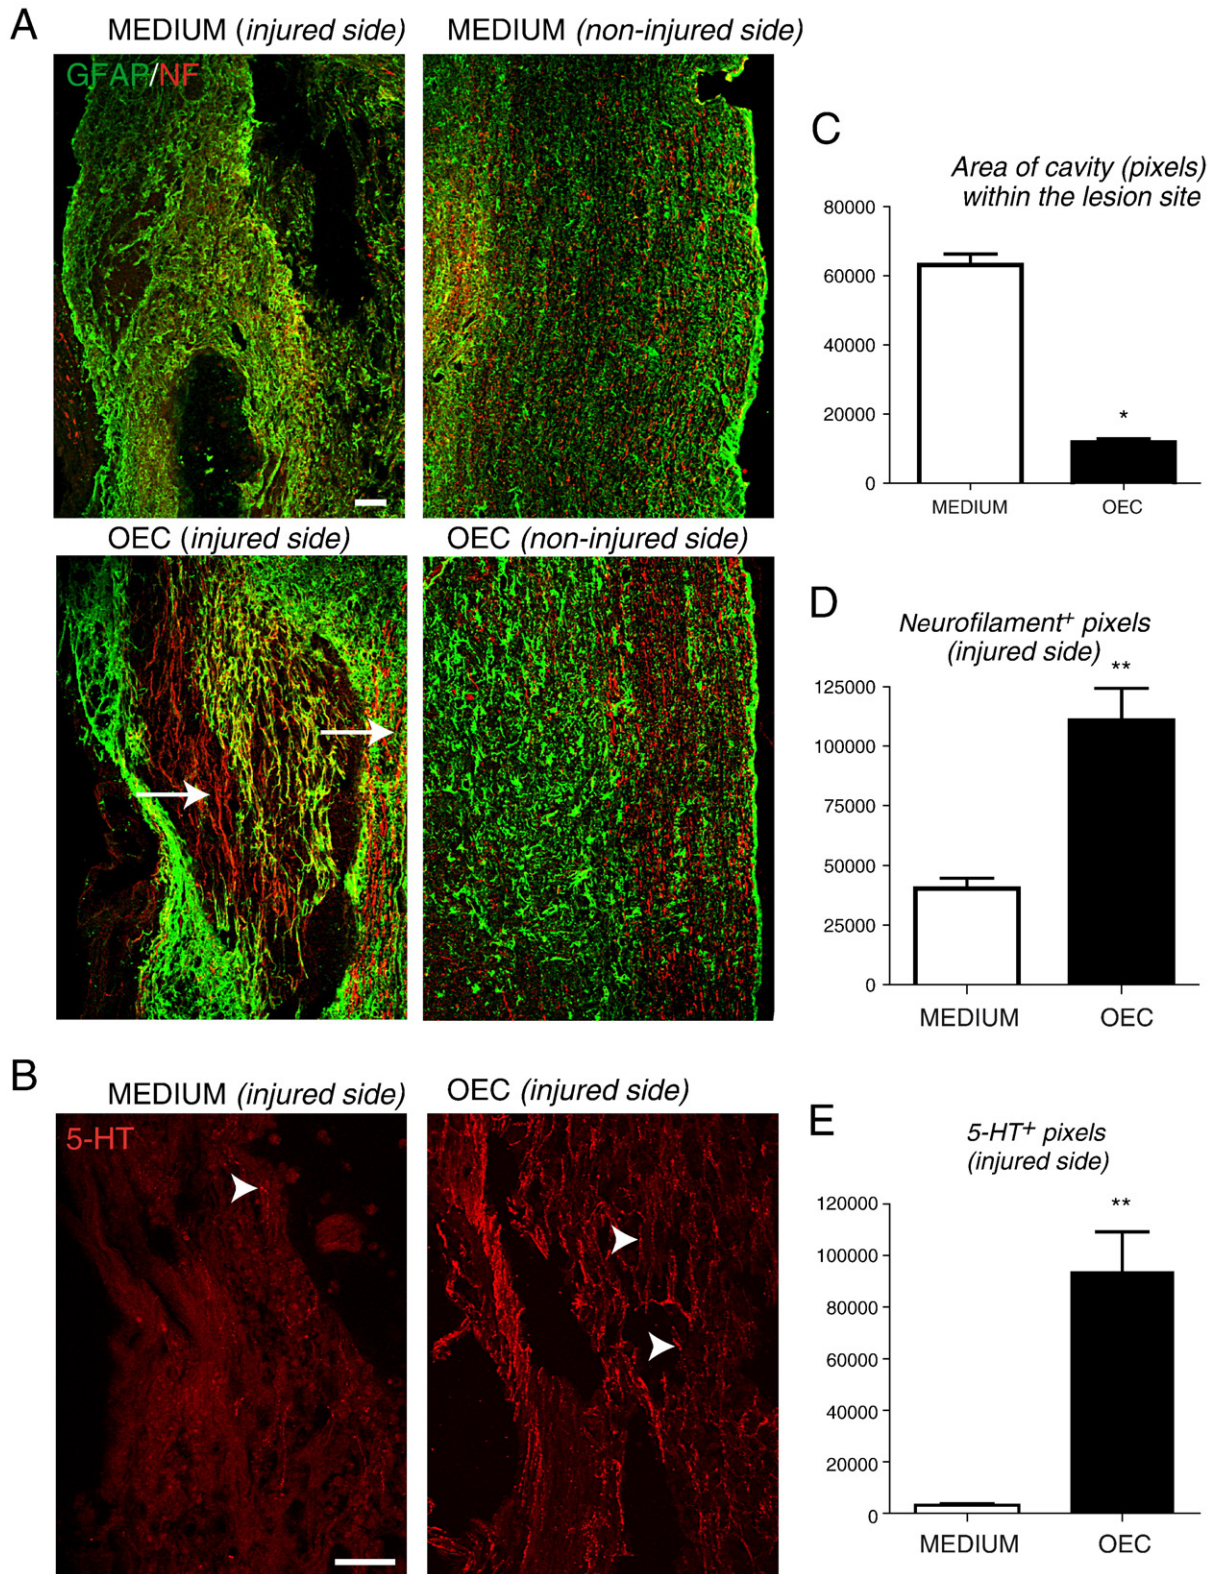 A
MEDIUM (injured side)
MEDIUM (non-injured side)
GFAP/NF
OEC (injured side)
OEC (non-injured side)
B
MEDIUM (injured side)
OEC (injured side)
5-HT
C
Area of cavity (pixels)
within the lesion site
80000
60000
40000
20000
0
*
MEDIUM
OEC
D
Neurofilament+ pixels
(injured side)
**
125000
100000
75000
50000
25000
0
MEDIUM
OEC
E
5-HT+ pixels
(injured side)
**
120000
100000
80000
60000
40000
20000
0
MEDIUM
OEC